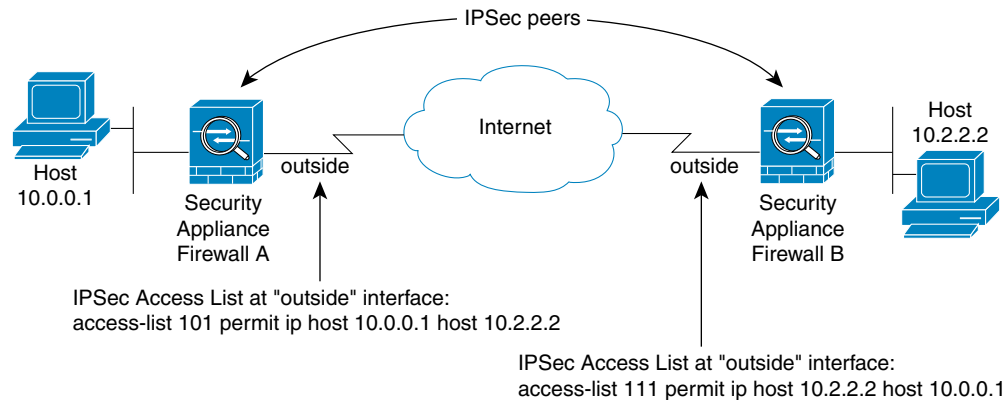 IPSec peers
Host
10.0.0.1
Security
Appliance
Firewall A
outside
Internet
outside
Security
Appliance
Firewall B
Host
10.2.2.2
IPSec Access List at "outside" interface:
access-list 101 permit ip host 10.0.0.1 host 10.2.2.2
IPSec Access List at "outside" interface:
access-list 111 permit ip host 10.2.2.2 host 10.0.0.1